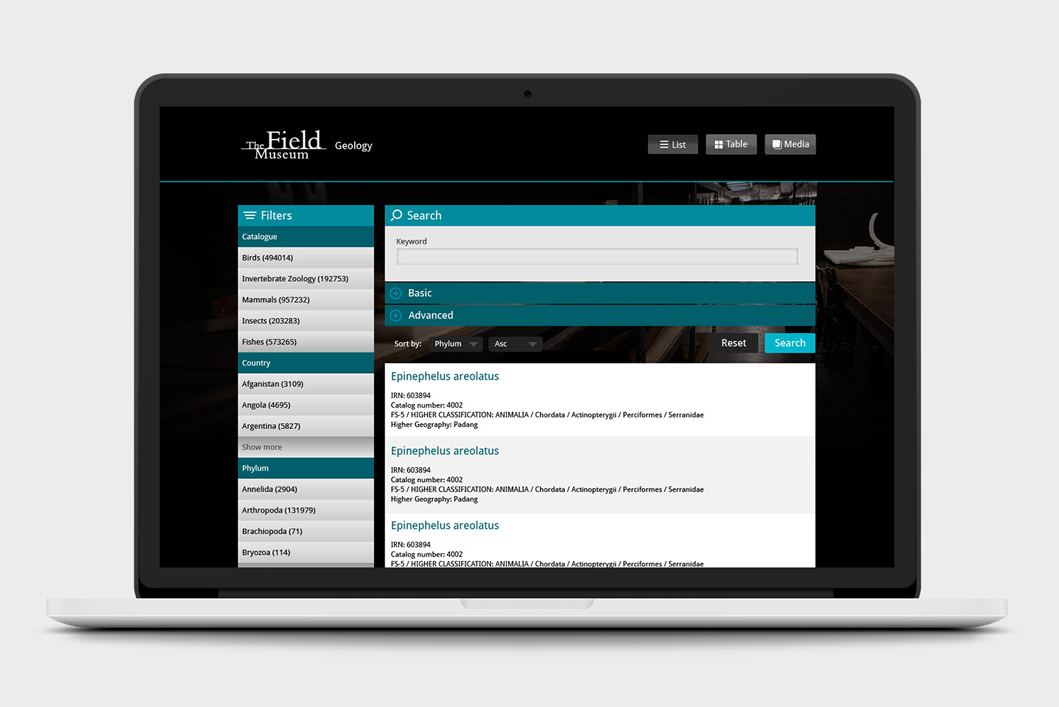 The Field
Museum
Geology
List
Table
Media
Filters
Catalogue
Birds (494014)
Invertebrate Zoology (192753)
Mammals (957232)
Insects (203283)
Fishes (573265)
Country
Afganistan (3109)
Angola (4695)
Argentina (5827)
Show more
Phylum
Annelida (2904)
Arthropoda (131979)
Brachiopoda (71)
Bryozoa (114)
Search
Keyword
Basic
Advanced
Sort by: Phylum Asc
Reset
Search
Epinephelus areolatus
IRN: 603894
Catalog number: 4002
FS-5 / HIGHER CLASSIFICATION: ANIMALIA / Chordata / Actinopterygii / Perciformes / Serranidae
Higher Geography: Padang
Epinephelus areolatus
IRN: 603894
Catalog number: 4002
FS-5 / HIGHER CLASSIFICATION: ANIMALIA / Chordata / Actinopterygii / Perciformes / Serranidae
Higher Geography: Padang
Epinephelus areolatus
IRN: 603894
Catalog number: 4002
FS-5 / HIGHER CLASSIFICATION: ANIMALIA / Chordata / Actinopterygii / Perciformes / Serranidae